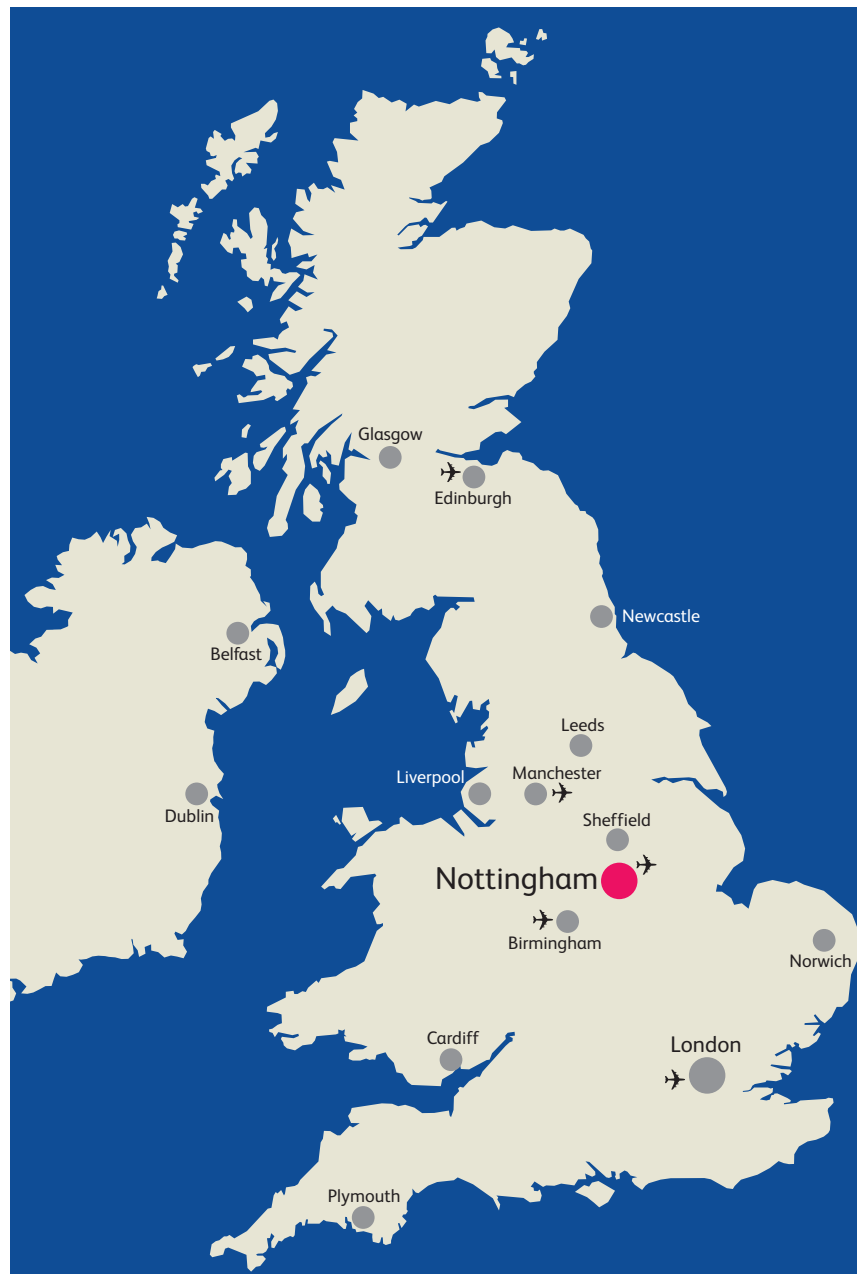 Glasgow
Edinburgh
Newcastle
Belfast
Leeds
Liverpool
Manchester
Dublin
Sheffield
Nottingham
Birmingham
Norwich
Cardiff
London
Plymouth